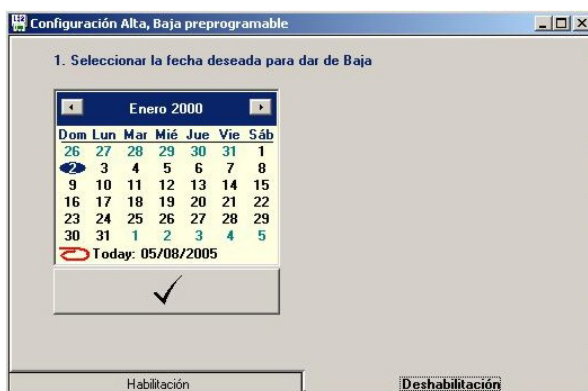 Configuración Alta, Baja preprogramable
1. Seleccionar la fecha deseada para dar de Baja
Enero 2000
Dom Lun Mar Mié Jue Vie Sáb
26 27 28 29 30 31 1
2 3 4 5 6 7 8
9 10 11 12 13 14 15
16 17 18 19 20 21 22
23 24 25 26 27 28 29
30 31 1 2 3 4 5
Today: 05/08/2005
Habilitación Deshabilitación